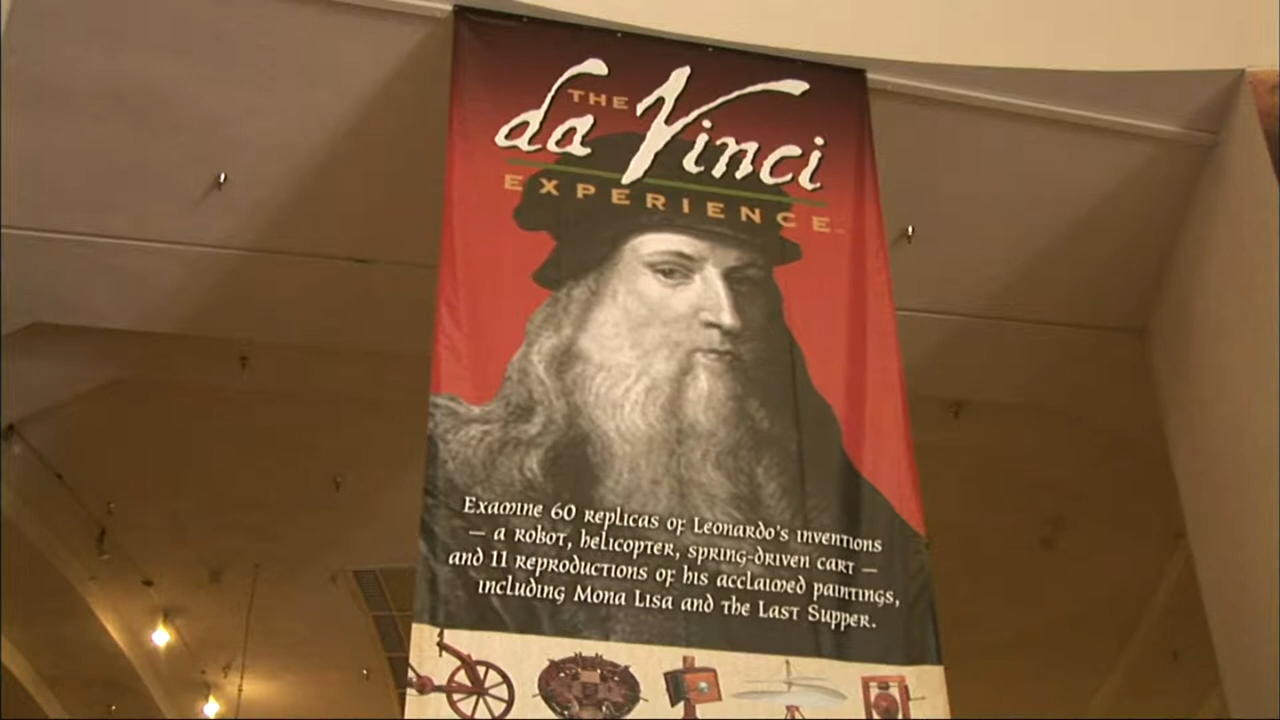 THE
da Vinci
EXPERIENCE™
Examine 60 replicas of Leonardo's inventions
— a robot, helicopter, spring-driven cart —
and 11 reproductions of his acclaimed paintings,
including Mona Lisa and the Last Supper.